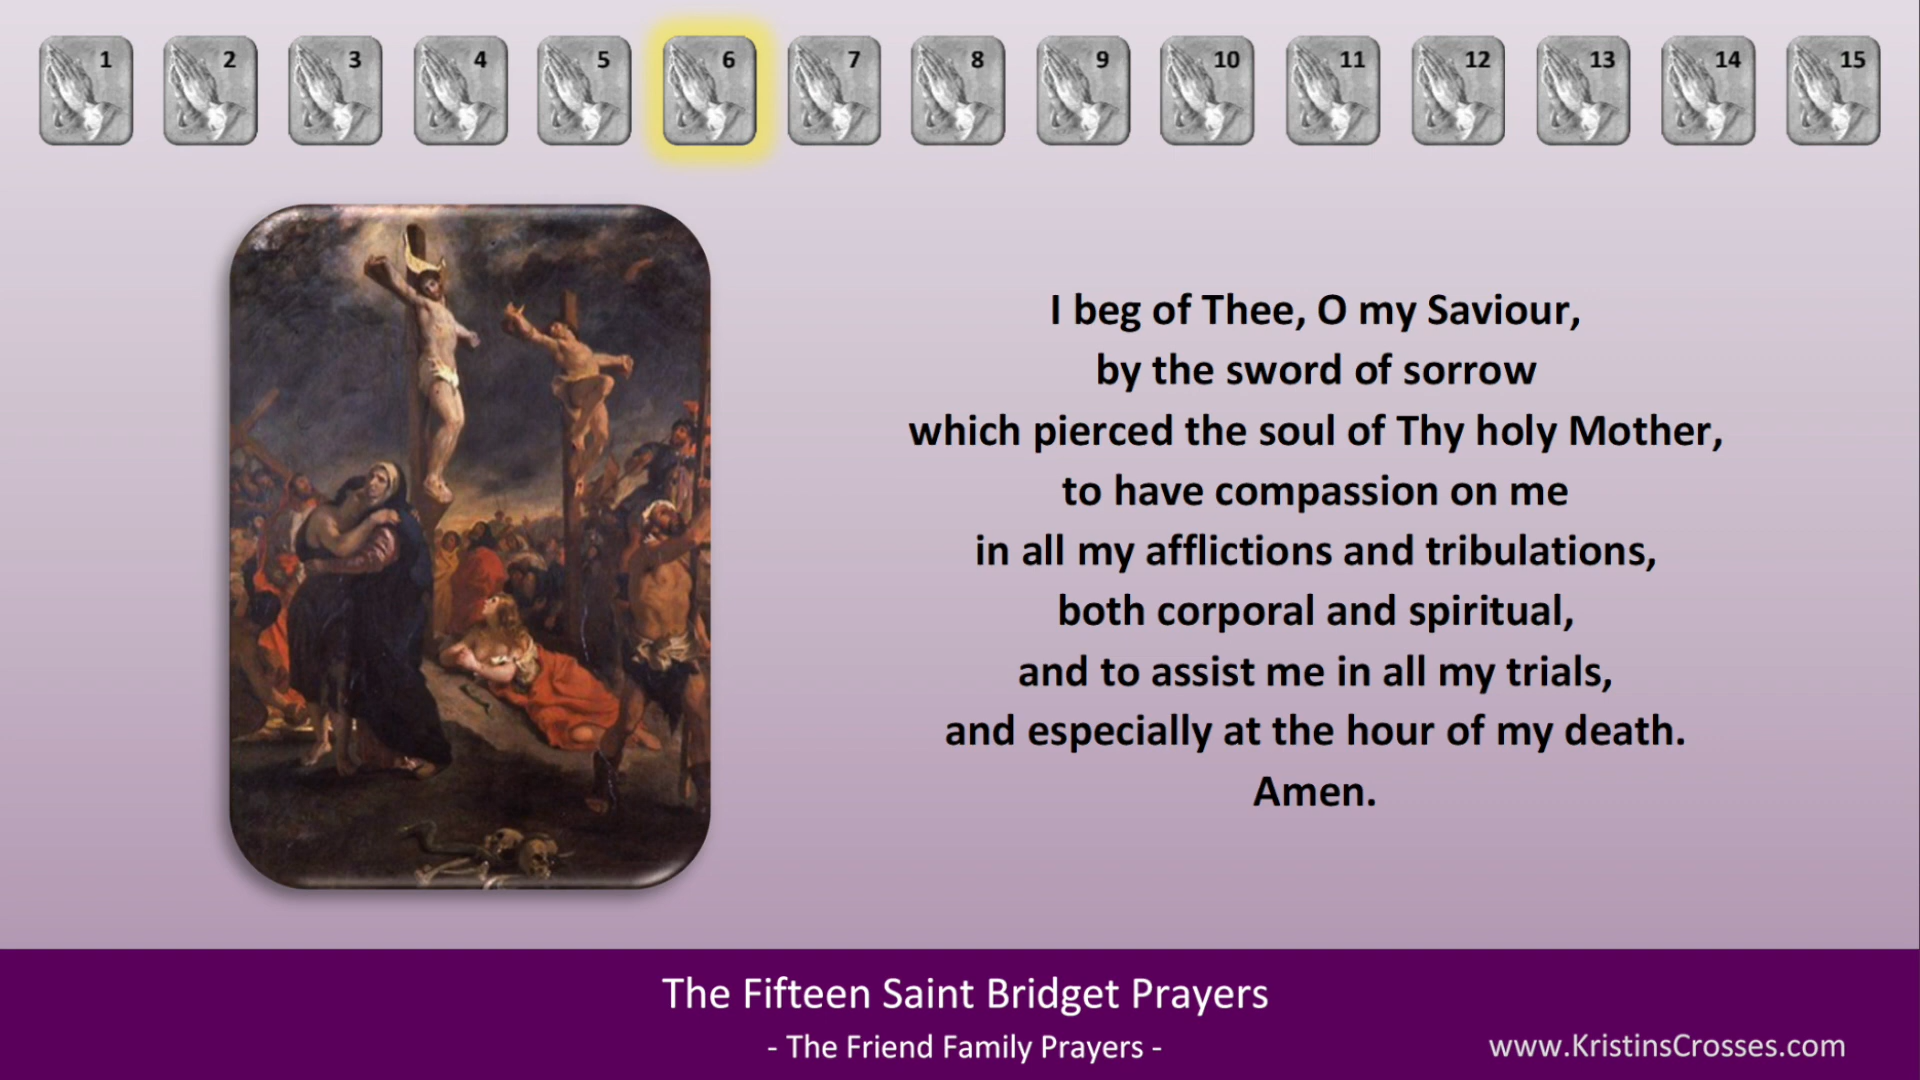 1 2 3 4 5 6 7 8 9 10 11 12 13 14 15
I beg of Thee, O my Saviour,
by the sword of sorrow
which pierced the soul of Thy holy Mother,
to have compassion on me
in all my afflictions and tribulations,
both corporal and spiritual,
and to assist me in all my trials,
and especially at the hour of my death.
Amen.
The Fifteen Saint Bridget Prayers
- The Friend Family Prayers -
www.KristinsCrosses.com